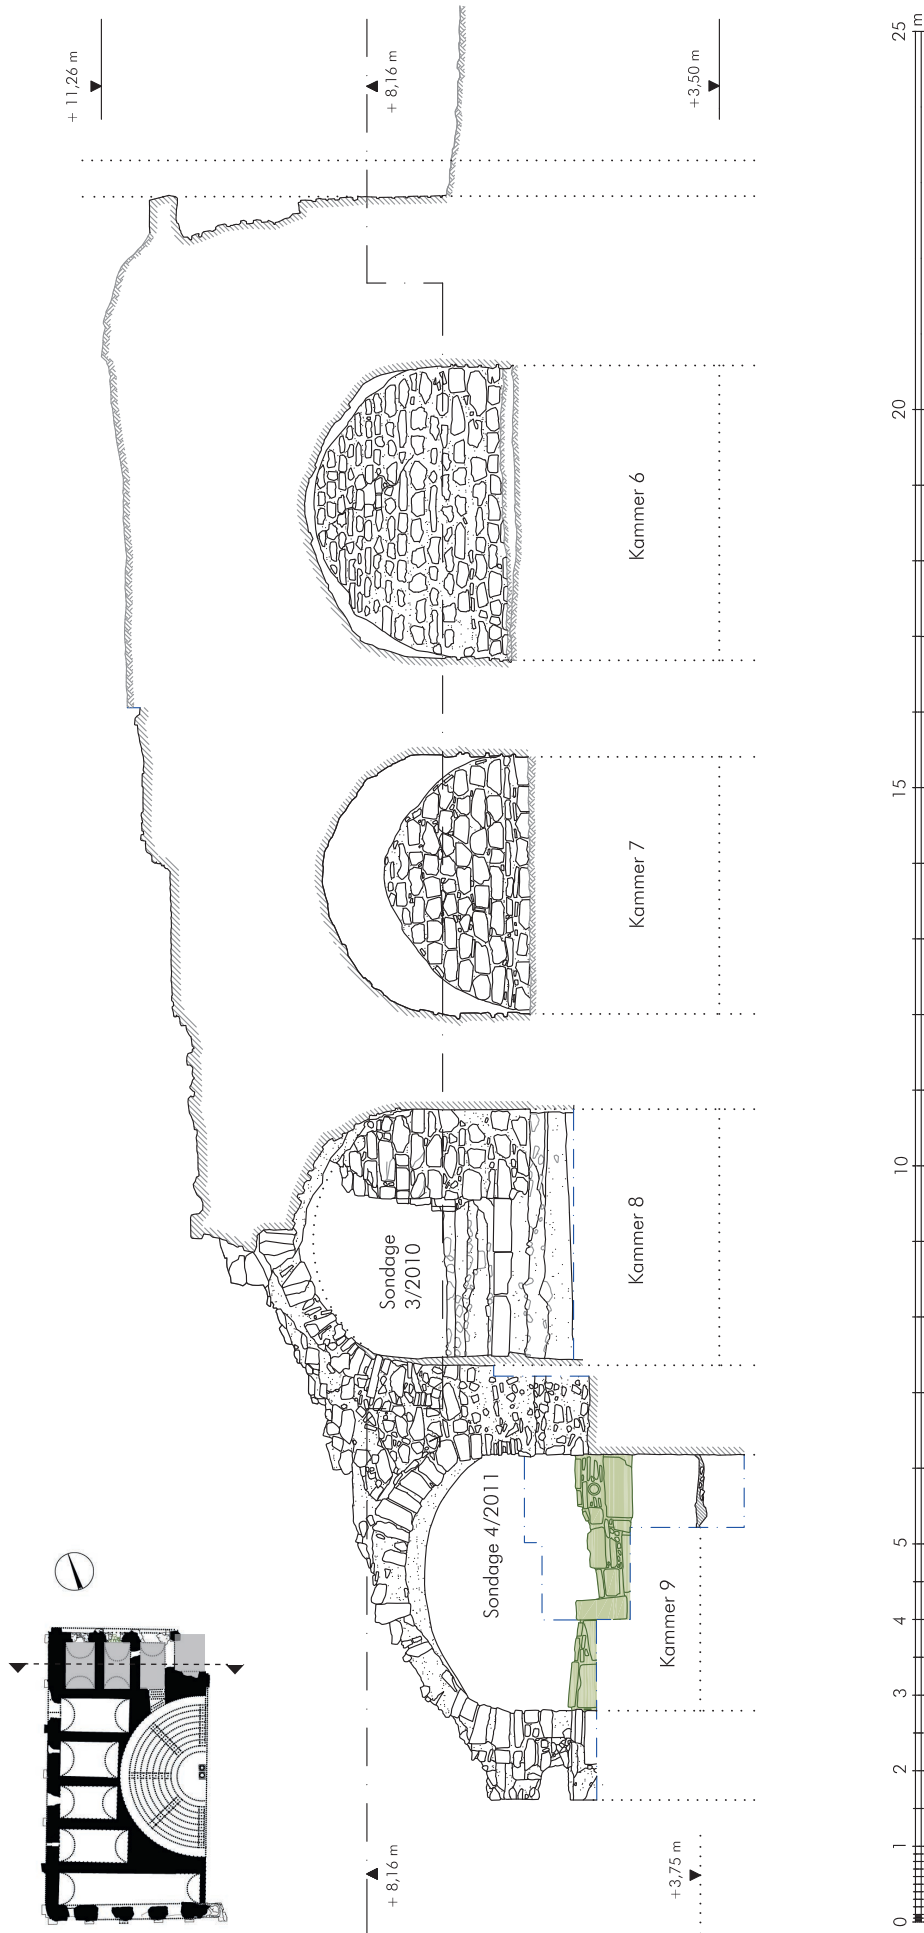 + 11,26 m
+ 8,16 m
+3,50 m
Kammer 6
Kammer 7
Sondage
3/2010
Kammer 8
Sondage 4/2011
Kammer 9
+ 8,16 m
+3,75 m
0 1 2 3 4 5 10 15 20 25 m